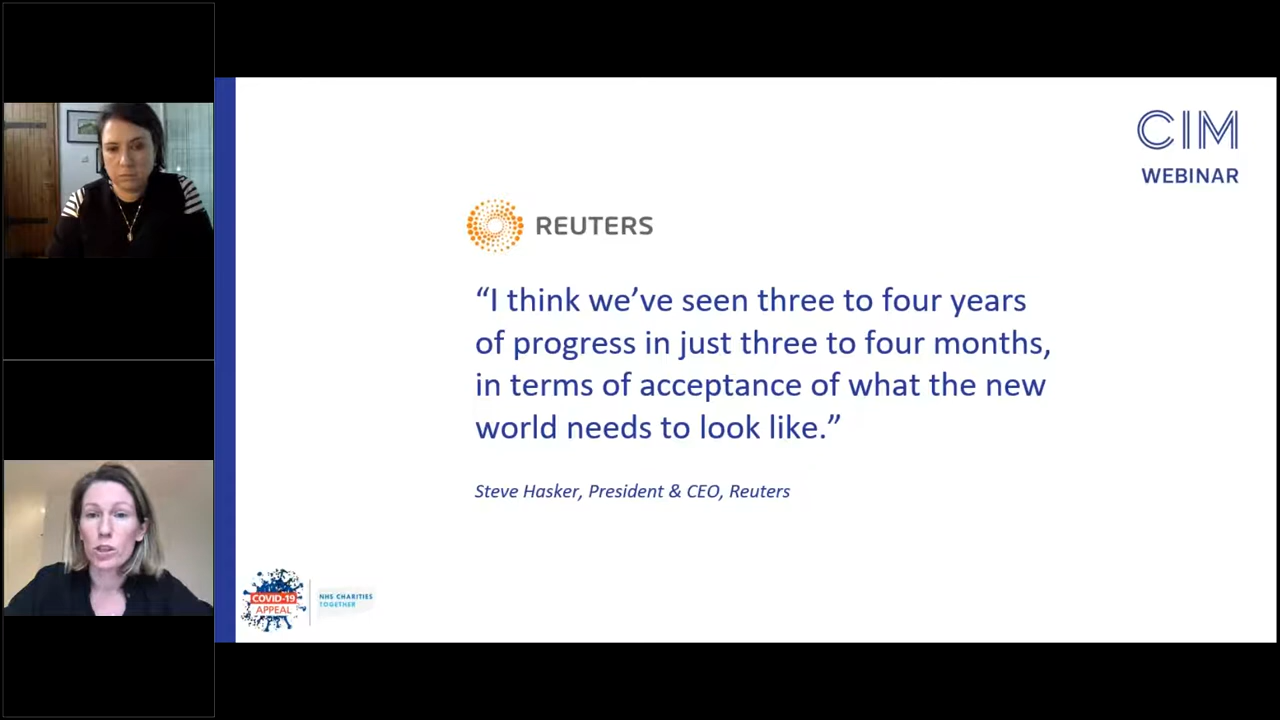 CIM
WEBINAR
REUTERS
“I think we’ve seen three to four years
of progress in just three to four months,
in terms of acceptance of what the new
world needs to look like.”
Steve Hasker, President & CEO, Reuters
COVID-19
APPEAL
NHS CHARITIES
TOGETHER